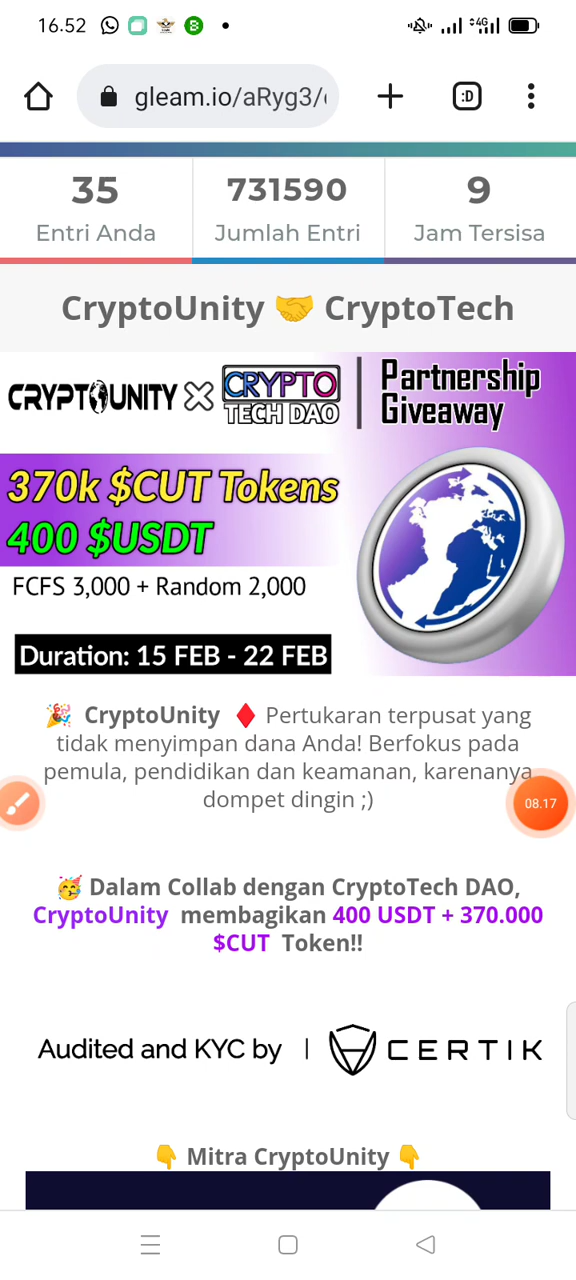 16.52
4G
gleam.io/aRyg3/
:D
35
731590
9
Entri Anda
Jumlah Entri
Jam Tersisa
CryptoUnity 🤝 CryptoTech
CRYPTOUNITY X CRYPTO TECH DAO
Partnership Giveaway
370k $CUT Tokens
400 $USDT
FCFS 3,000 + Random 2,000
Duration: 15 FEB - 22 FEB
🎉 CryptoUnity ♦️ Pertukaran terpusat yang
tidak menyimpan dana Anda! Berfokus pada
pemula, pendidikan dan keamanan, karenanya
dompet dingin ;)
08.17
🥳 Dalam Collab dengan CryptoTech DAO,
CryptoUnity membagikan 400 USDT + 370.000
$CUT Token!!
Audited and KYC by | CERTIK
👇 Mitra CryptoUnity 👇